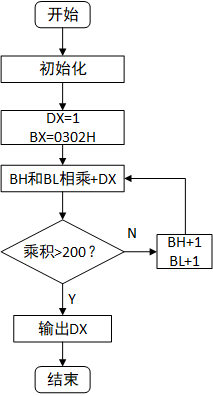 开始
初始化
DX=1
BX=0302H
BH和BL相乘+DX
乘积>200？
N
BH+1
BL+1
Y
输出DX
结束